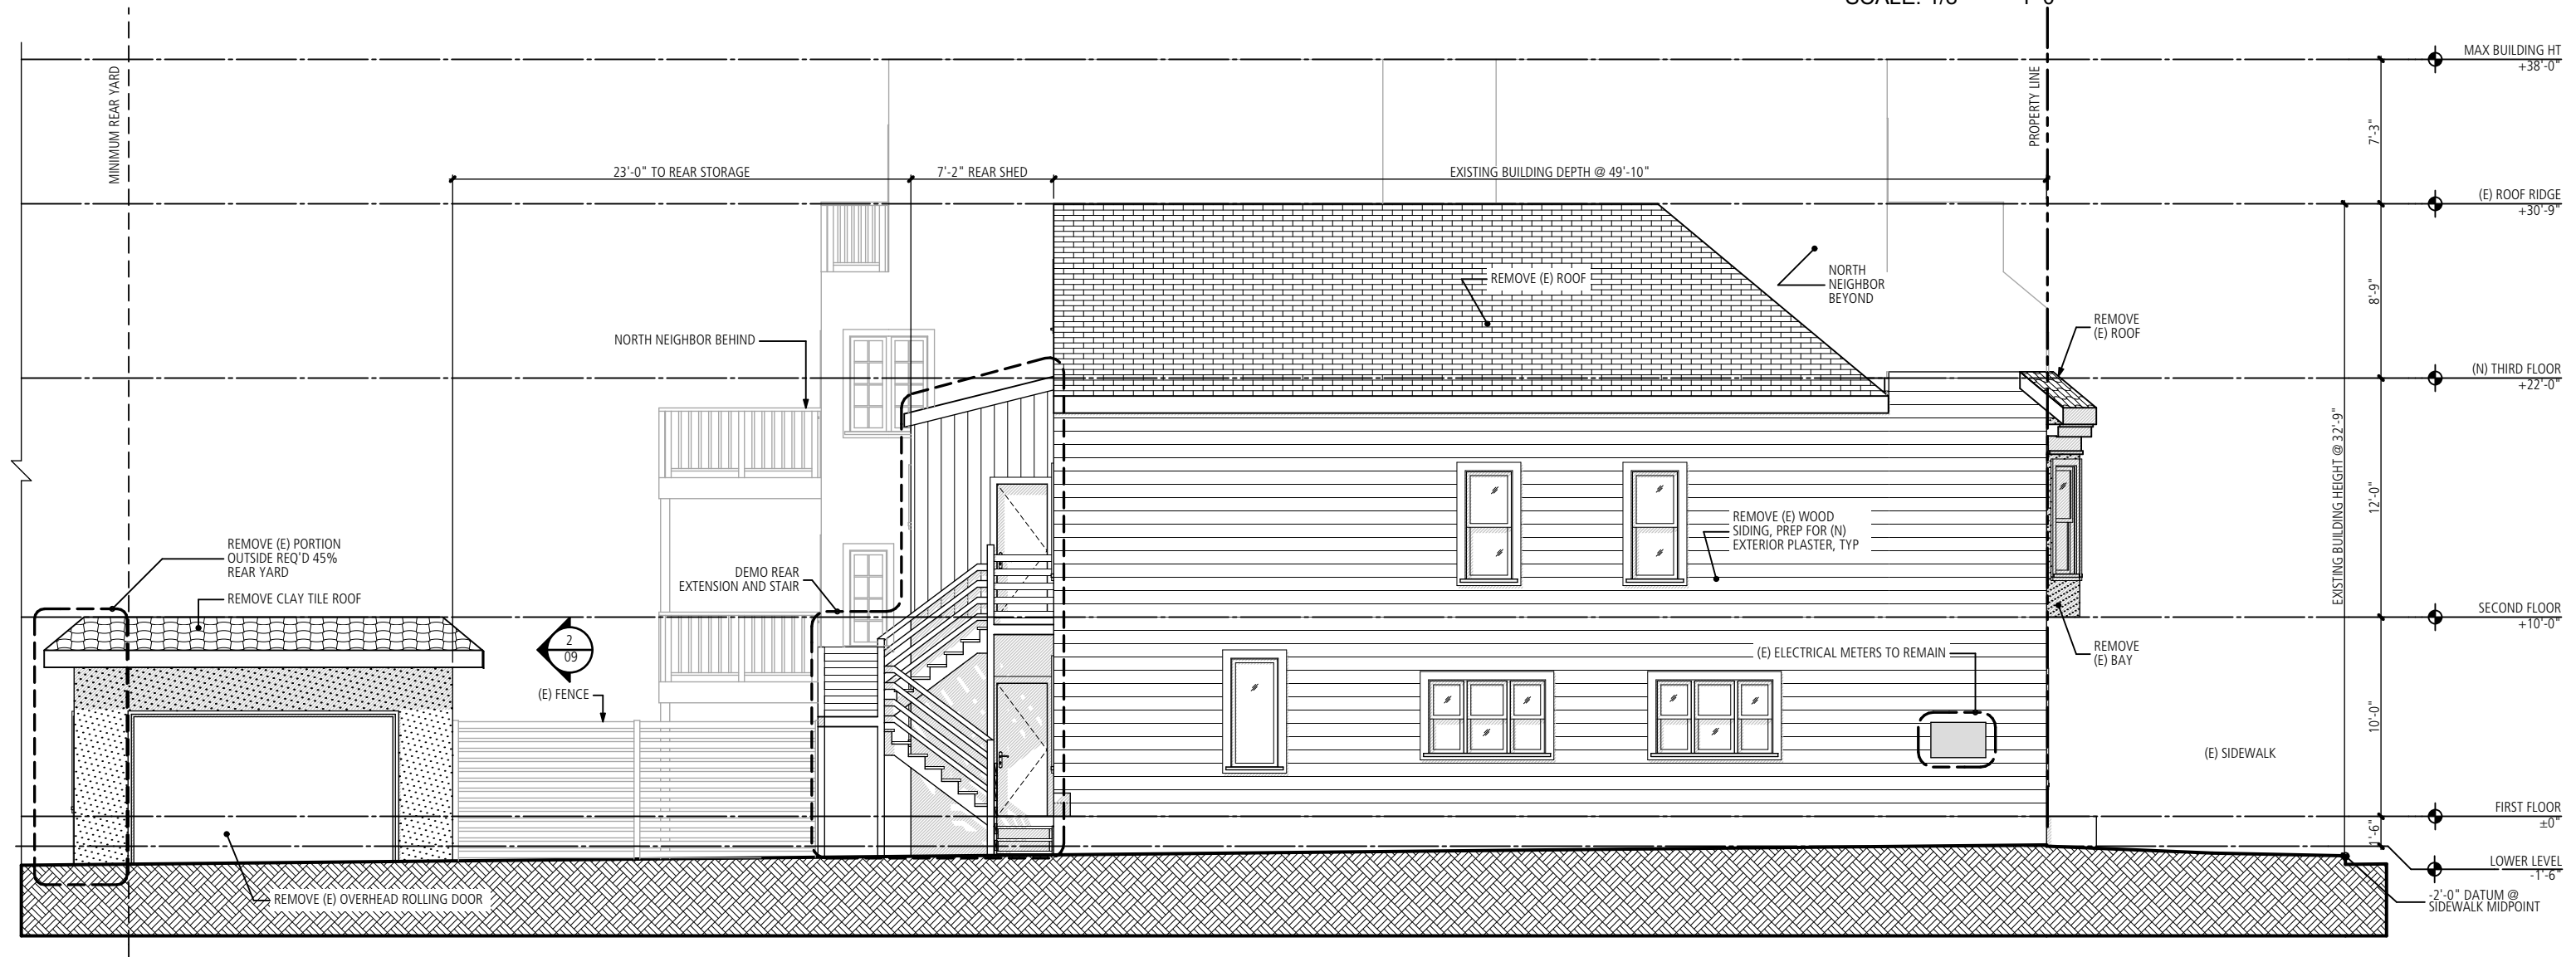 MAX BUILDING HT
+38'-0"
MINIMUM REAR YARD
PROPERTY LINE
7'-3"
23'-0" TO REAR STORAGE
7'-2" REAR SHED
EXISTING BUILDING DEPTH @ 49'-10"
(E) ROOF RIDGE
+30'-9"
REMOVE (E) ROOF
NORTH
NEIGHBOR
BEYOND
8'-9"
REMOVE
(E) ROOF
NORTH NEIGHBOR BEHIND
(N) THIRD FLOOR
+22'-0"
EXISTING BUILDING HEIGHT @ 32'-9"
12'-0"
REMOVE (E) WOOD
SIDING, PREP FOR (N)
EXTERIOR PLASTER, TYP
REMOVE (E) PORTION
OUTSIDE REQ'D 45%
REAR YARD
DEMO REAR
EXTENSION AND STAIR
REMOVE CLAY TILE ROOF
SECOND FLOOR
+10'-0"
2
09
(E) ELECTRICAL METERS TO REMAIN
REMOVE
(E) BAY
(E) FENCE
10'-0"
(E) SIDEWALK
FIRST FLOOR
±0"
1'-6"
LOWER LEVEL
-1'-6"
REMOVE (E) OVERHEAD ROLLING DOOR
-2'-0" DATUM @
SIDEWALK MIDPOINT